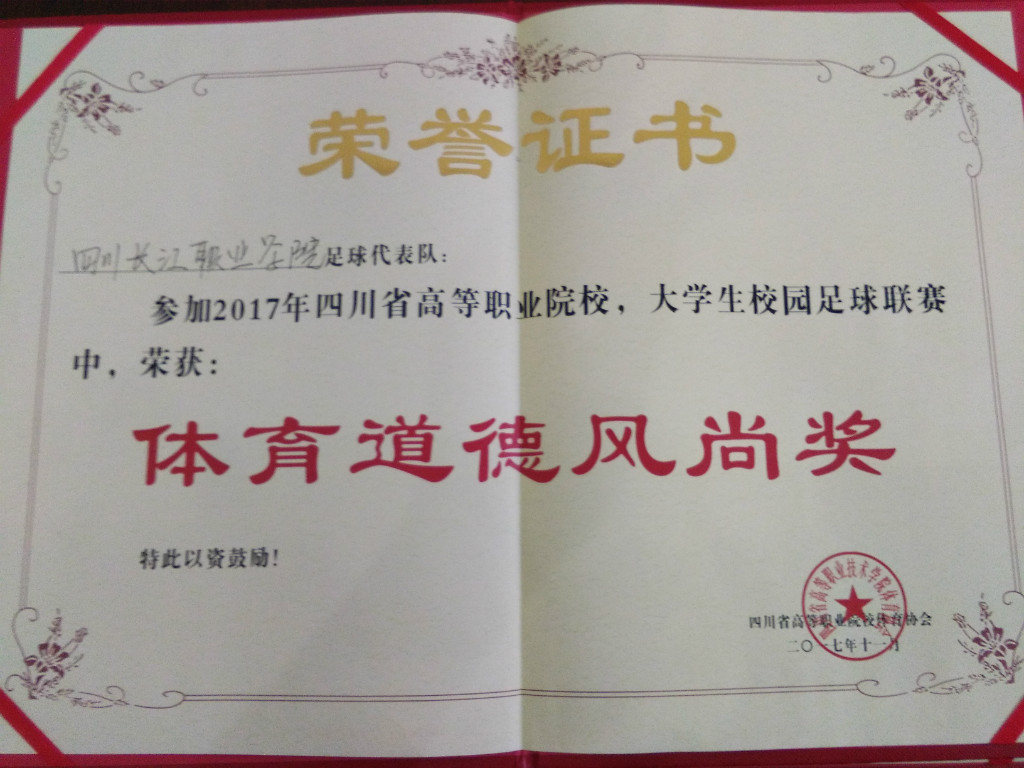 荣誉证书
四川长江职业学院足球代表队：
参加2017年四川省高等职业院校，大学生校园足球联赛
中，荣获：
体育道德风尚奖
特此以资鼓励！
四川省高等职业院校体育协会
二〇一七年十一月